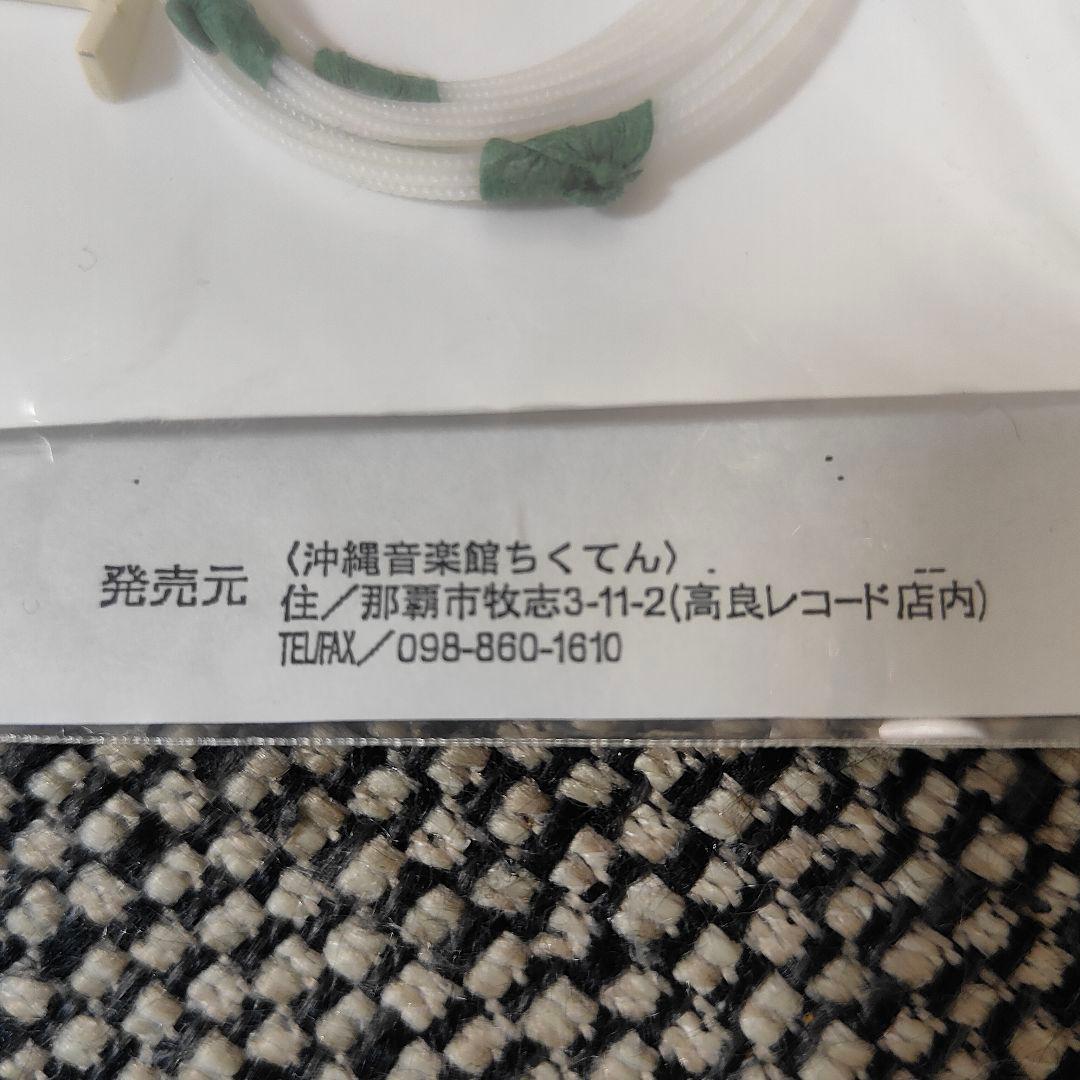 発売元
〈沖縄音楽館ちくてん〉
住／那覇市牧志3-11-2(高良レコード店内)
TEL/FAX／098-860-1610